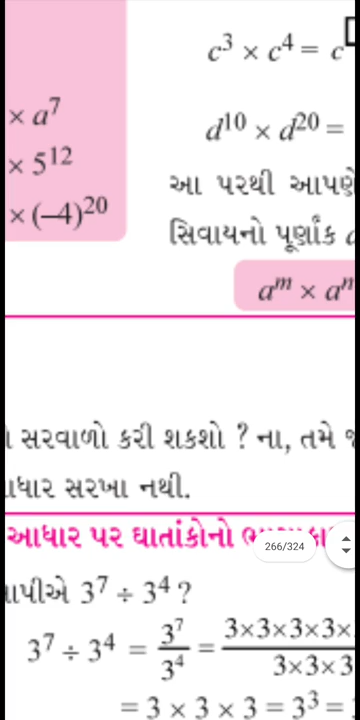 c³ × c⁴ = c
× a⁷
× 5¹²
× (–4)²⁰
d¹⁰ × d²⁰ =
આ પરથી આપણે
સિવાયનો પૂર્ણાંક
aᵐ × aⁿ
સરવાળો કરી શકશો ? ના, તમે
સરખા નથી.
આધાર પર ઘાતાંકોનો
266/324
3⁷ ÷ 3⁴ ?
3⁷ ÷ 3⁴ = 3⁷/3⁴ = 3×3×3×3×/3×3×3
= 3 × 3 × 3 = 3³ =